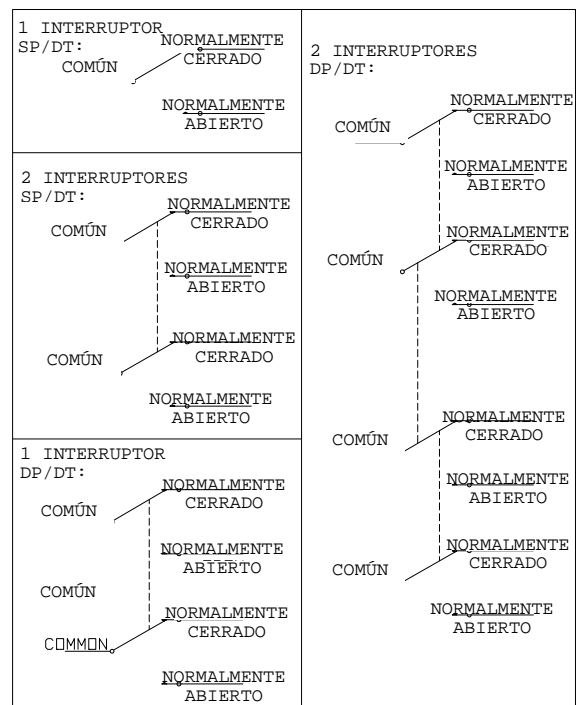 1 INTERRUPTOR
SP/DT:
NORMALMENTE
CERRADO
COMÚN
NORMALMENTE
ABIERTO
2 INTERRUPTORES
SP/DT:
NORMALMENTE
CERRADO
COMÚN
NORMALMENTE
ABIERTO
NORMALMENTE
CERRADO
COMÚN
NORMALMENTE
ABIERTO
1 INTERRUPTOR
DP/DT:
NORMALMENTE
CERRADO
COMÚN
NORMALMENTE
ABIERTO
COMÚN
NORMALMENTE
CERRADO
COMMON
NORMALMENTE
ABIERTO
2 INTERRUPTORES
DP/DT:
NORMALMENTE
CERRADO
COMÚN
NORMALMENTE
ABIERTO
NORMALMENTE
CERRADO
COMÚN
NORMALMENTE
ABIERTO
NORMALMENTE
CERRADO
COMÚN
NORMALMENTE
ABIERTO
NORMALMENTE
CERRADO
COMÚN
NORMALMENTE
ABIERTO